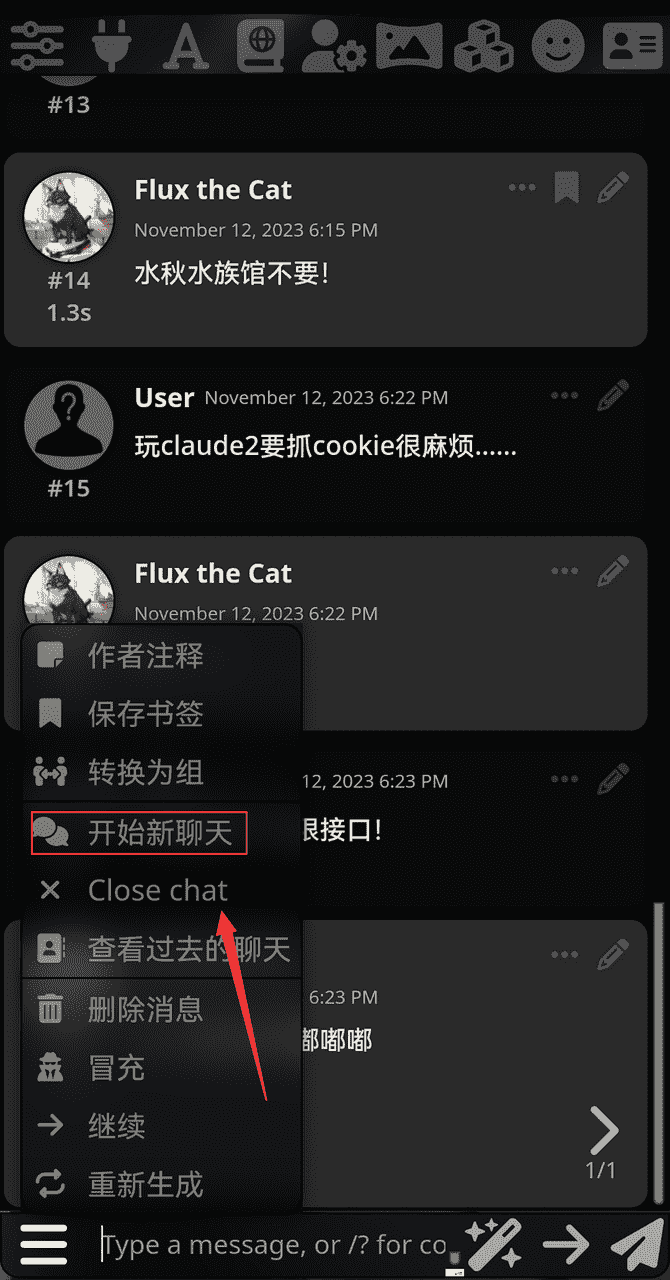 #13
Flux the Cat
November 12, 2023 6:15 PM
#14
水秋水族馆不要!
1.3s
User November 12, 2023 6:22 PM
玩claude2要抓cookie很麻烦......
#15
Flux the Cat
November 12, 2023 6:22 PM
作者注释
保存书签
转换为组
12, 2023 6:23 PM
开始新聊天
接口!
Close chat
查看过去的聊天
6:23 PM
删除消息
嘟嘟
冒充
继续
1/1
重新生成
Type a message, or /? for co